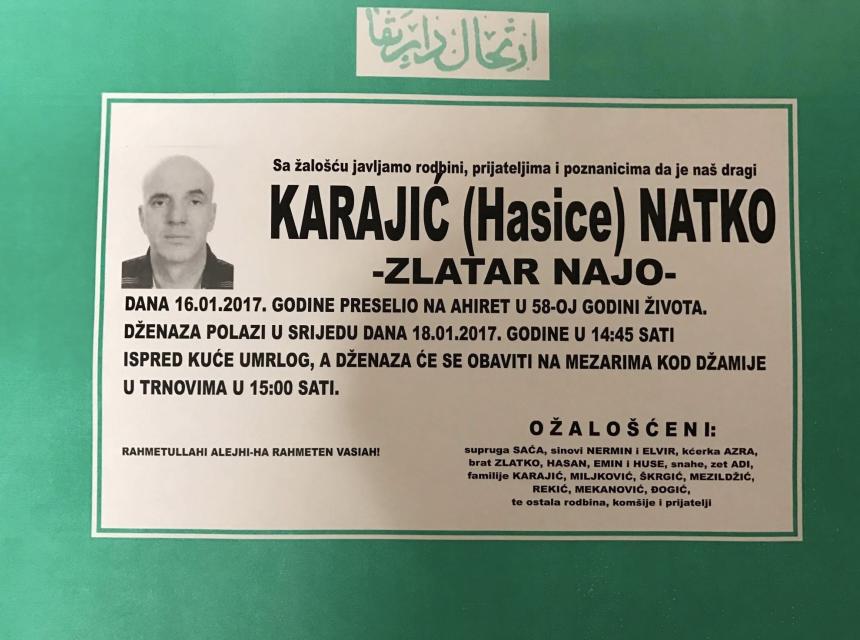 ارتحال دار بقا
Sa žalošću javljamo rodbini, prijateljima i poznanicima da je naš dragi
KARAJIĆ (Hasice) NATKO
-ZLATAR NAJO-
DANA 16.01.2017. GODINE PRESELIO NA AHIRET U 58-OJ GODINI ŽIVOTA.
DŽENAZA POLAZI U SRIJEDU DANA 18.01.2017. GODINE U 14:45 SATI
ISPRED KUĆE UMRLOG, A DŽENAZA ĆE SE OBAVITI NA MEZARIMA KOD DŽAMIJE
U TRNOVIMA U 15:00 SATI.
RAHMETULLAHI ALEJHI-HA RAHMETEN VASIAH!
OŽALOŠĆENI:
supruga SAĆA, sinovi NERMIN i ELVIR, kćerka AZRA,
brat ZLATKO, HASAN, EMIN i HUSE, snahe, zet ADI,
familije KARAJIĆ, MILJKOVIĆ, ŠKRGIĆ, MEZILDŽIĆ,
REKIĆ, MEKANOVIĆ, ĐOGIĆ,
te ostala rodbina, komšije i prijatelji